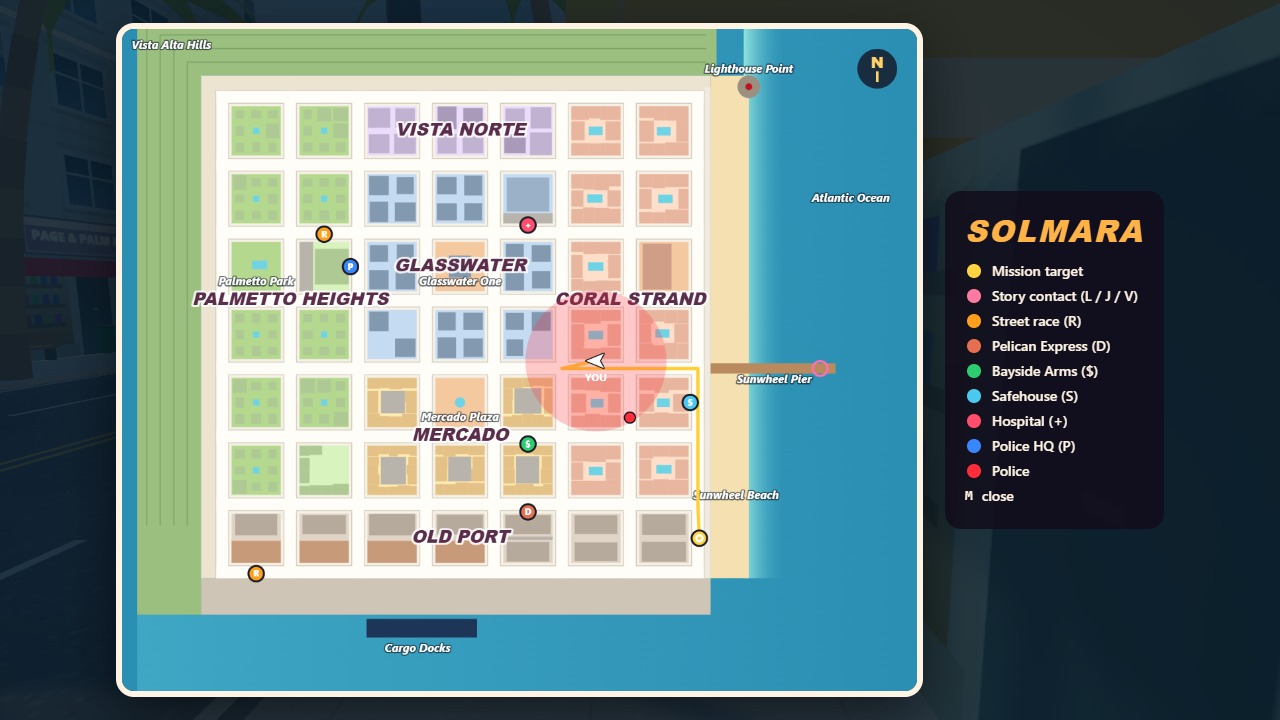 Vista Alta Hills
Lighthouse Point
N
VISTA NORTE
Atlantic Ocean
PAGE & PALM
+
R
P
GLASSWATER
Palmetto Park
Glasswater One
PALMETTO HEIGHTS
CORAL STRAND
YOU
Sunwheel Pier
S
Mercado Plaza
MERCADO
$
Sunwheel Beach
D
OLD PORT
R
Cargo Docks
SOLMARA
Mission target
Story contact (L / J / V)
Street race (R)
Pelican Express (D)
Bayside Arms ($)
Safehouse (S)
Hospital (+)
Police HQ (P)
Police
M close